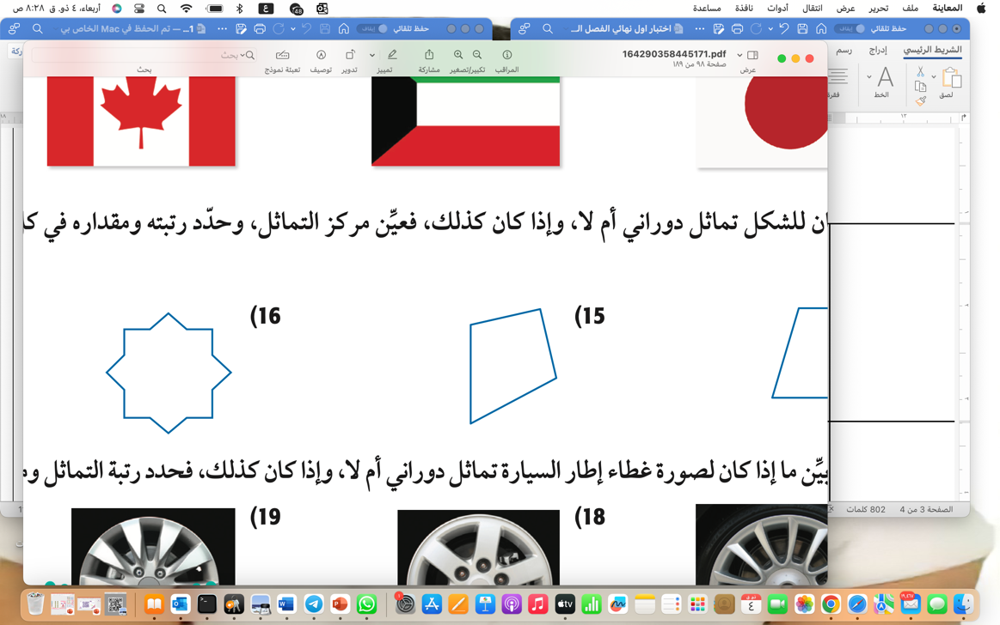 المعاينة ملف تحرير عرض انتقال أدوات نافذة مساعدة
أربعاء، ٤ ذو. ق ٨:٢٨ ص
حفظ تلقائي
اختبار اول نهائي الفصل ال...
حفظ تلقائي
1... — تم الحفظ في Mac الخاص بي
الشريط الرئيسي إدراج رسم
لصق الخط
164290358445171.pdf
صفحة ٩٨ من ١٨٩
عرض المراقب تكبير/تصغير مشاركة تمييز تدوير توصيف تعبئة نموذج بحث
بحث
ن للشكل تماثل دوراني أم لا، وإذا كان كذلك، فعيِّن مركز التماثل، وحدّد رتبته ومقداره في كا
(15
(16
بيِّن ما إذا كان لصورة غطاء إطار السيارة تماثل دوراني أم لا، وإذا كان كذلك، فحدد رتبة التماثل وم
(18
(19
الصفحة 3 من 4 802 كلمات